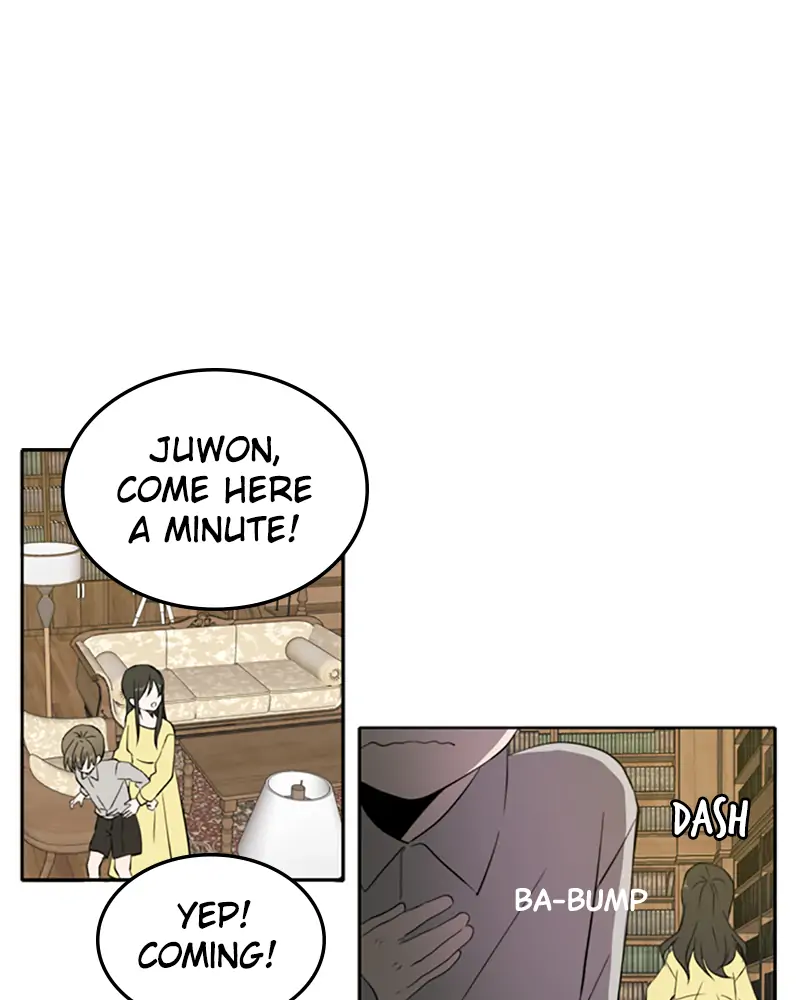 JUWON,
COME HERE
A MINUTE!
DASH
BA-BUMP
YEP!
COMING!